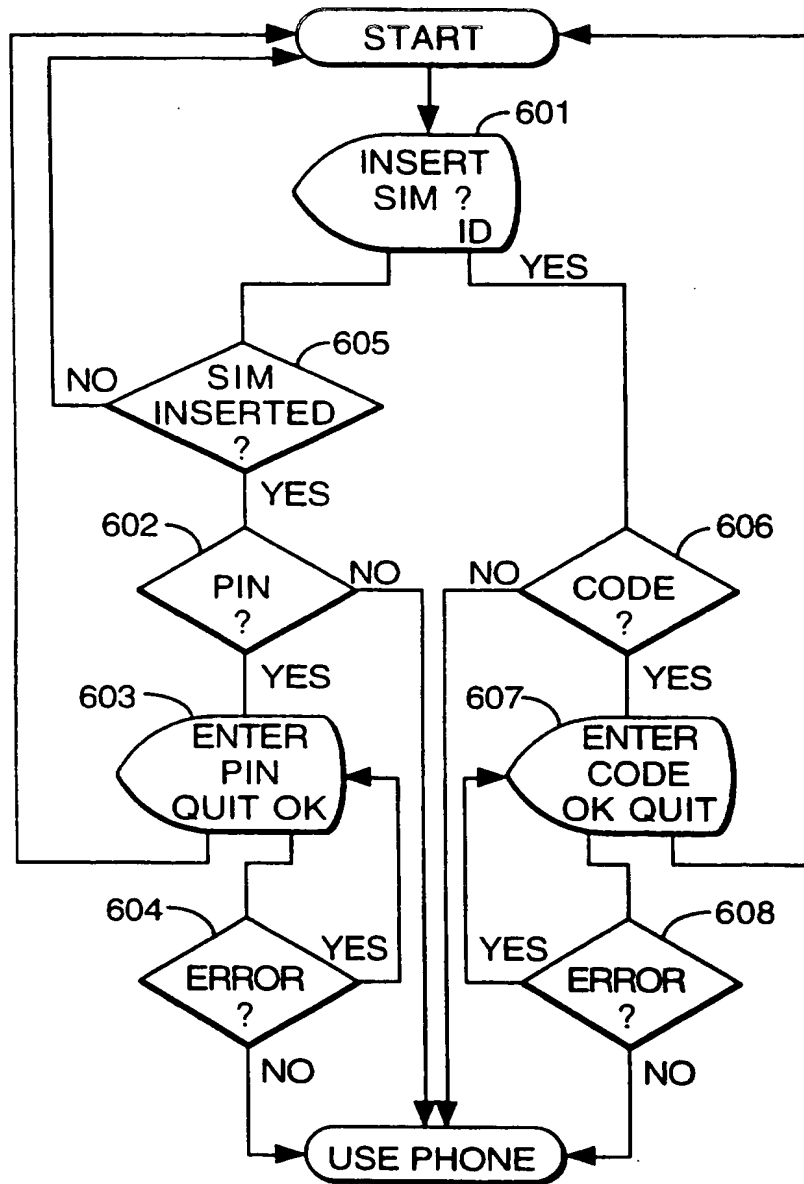 START
601
INSERT
SIM ?
ID
YES
605
NO
SIM
INSERTED
?
YES
602
606
PIN
?
NO
NO
CODE
?
YES
YES
603
607
ENTER
PIN
QUIT OK
ENTER
CODE
OK QUIT
604
608
YES
YES
ERROR
?
ERROR
?
NO
NO
USE PHONE